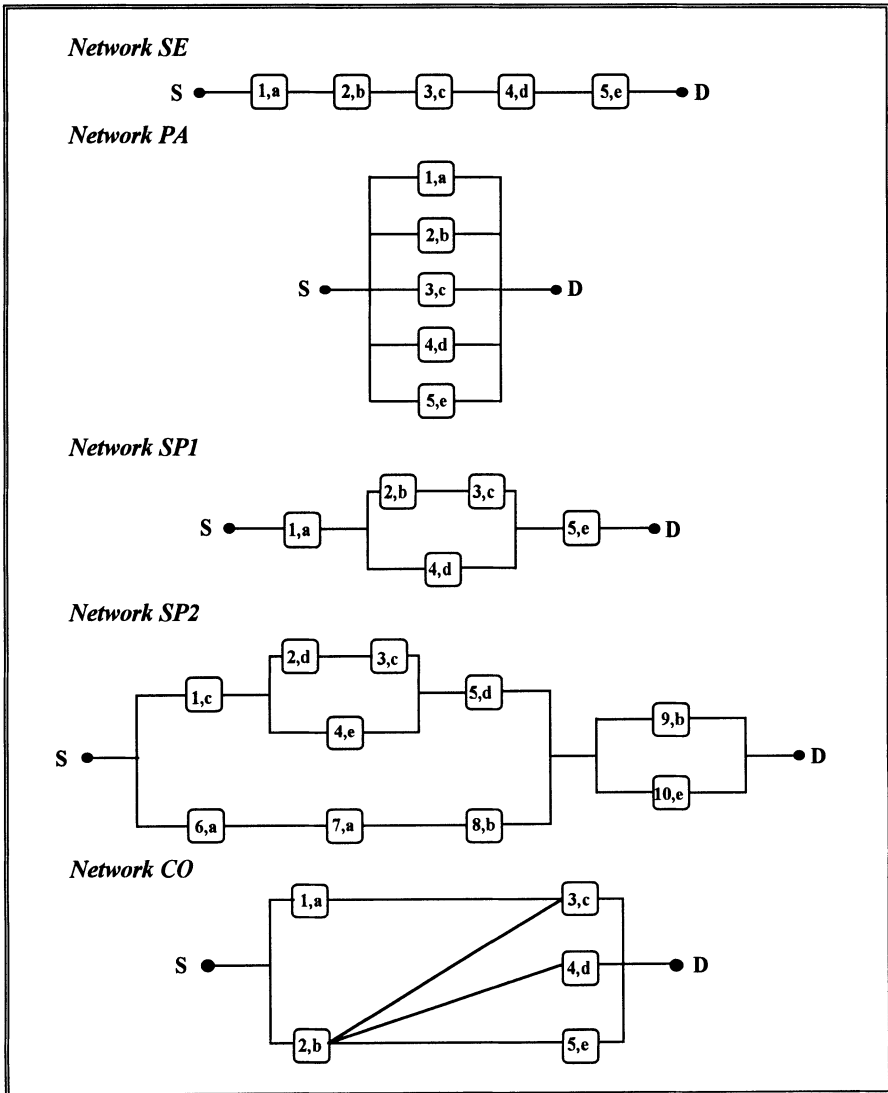 Network SE
S 1,a 2,b 3,c 4,d 5,e D
Network PA
1,a
2,b
S 3,c D
4,d
5,e
Network SP1
2,b 3,c
S 1,a 5,e D
4,d
Network SP2
2,d 3,c
1,c 5,d
4,e
9,b
S D
10,e
6,a 7,a 8,b
Network CO
1,a 3,c
S 4,d D
2,b 5,e